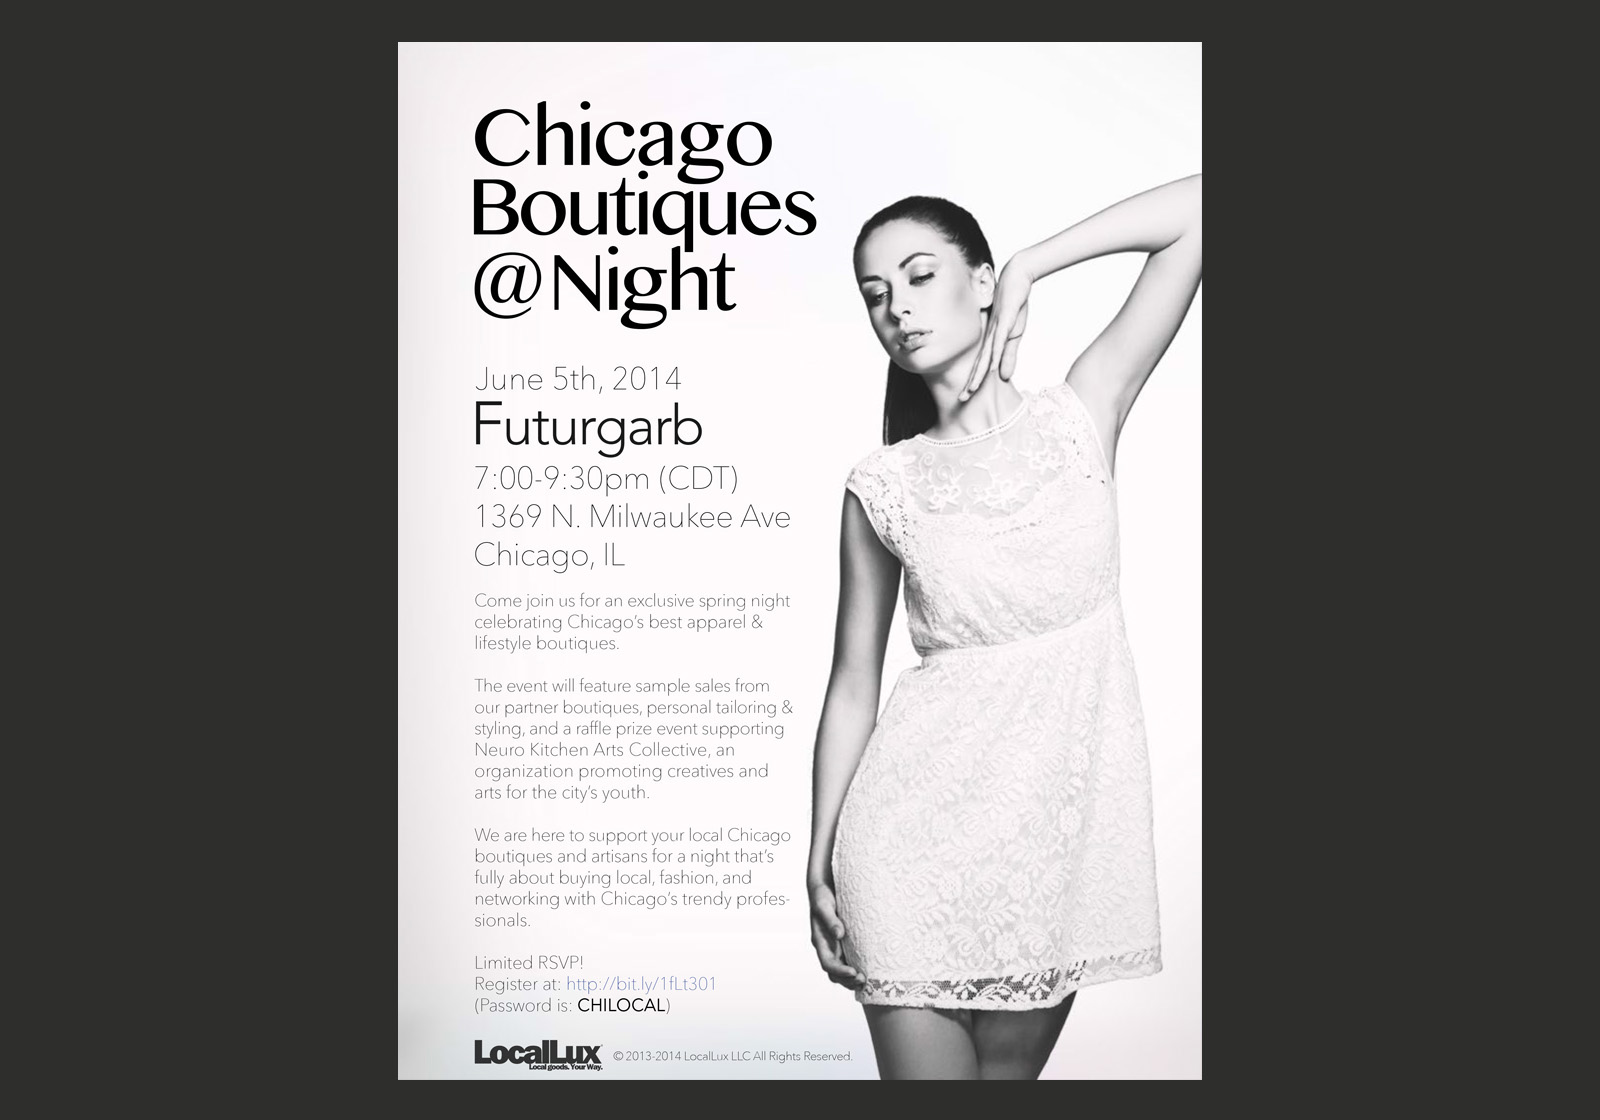 Chicago
Boutiques
@Night
June 5th, 2014
Futurgarb
7:00-9:30pm (CDT)
1369 N. Milwaukee Ave
Chicago, IL
Come join us for an exclusive spring night
celebrating Chicago's best apparel &
lifestyle boutiques.
The event will feature sample sales from
our partner boutiques, personal tailoring &
styling, and a raffle prize event supporting
Neuro Kitchen Arts Collective, an
organization promoting creatives and
arts for the city's youth.
We are here to support your local Chicago
boutiques and artisans for a night that's
fully about buying local, fashion, and
networking with Chicago's trendy profes-
sionals.
Limited RSVP!
Register at: http://bit.ly/1fLt301
(Password is: CHILOCAL)
LocalLux
Local goods. Your Way.
© 2013-2014 LocalLux LLC All Rights Reserved.